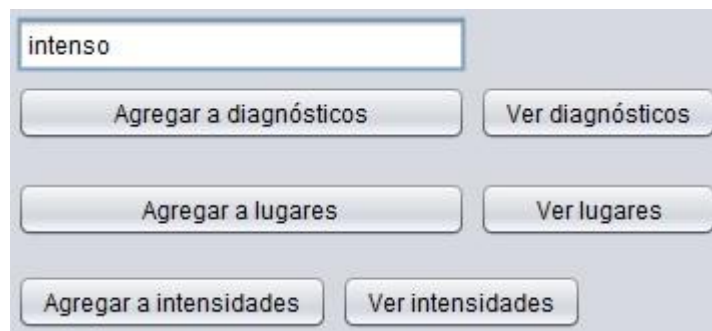 intenso
Agregar a diagnósticos Ver diagnósticos
Agregar a lugares Ver lugares
Agregar a intensidades Ver intensidades